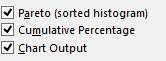 Pareto (sorted histogram)
Cumulative Percentage
Chart Output